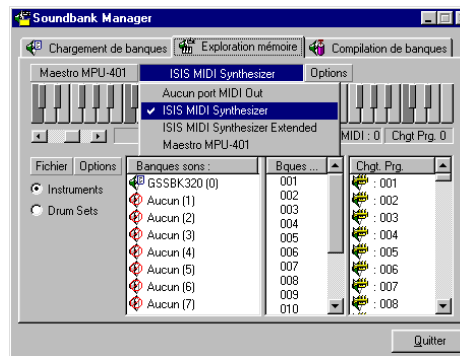 Soundbank Manager
Chargement de banques Exploration mémoire Compilation de banques
Maestro MPU-401 ISIS MIDI Synthesizer Options
Aucun port MIDI Out
ISIS MIDI Synthesizer
ISIS MIDI Synthesizer Extended
Maestro MPU-401
MIDI : 0 Chgt Prg. 0
Fichier Options Banques sons : Bques ... Chgt. Prg.
Instruments GSSBK320 (0) 001 : 001
Drum Sets Aucun (1) 002 : 002
Aucun (2) 003 : 003
Aucun (3) 004 : 004
Aucun (4) 005 : 005
Aucun (5) 006 : 006
Aucun (6) 007 : 007
Aucun (7) 008 : 008
009
010
Quitter